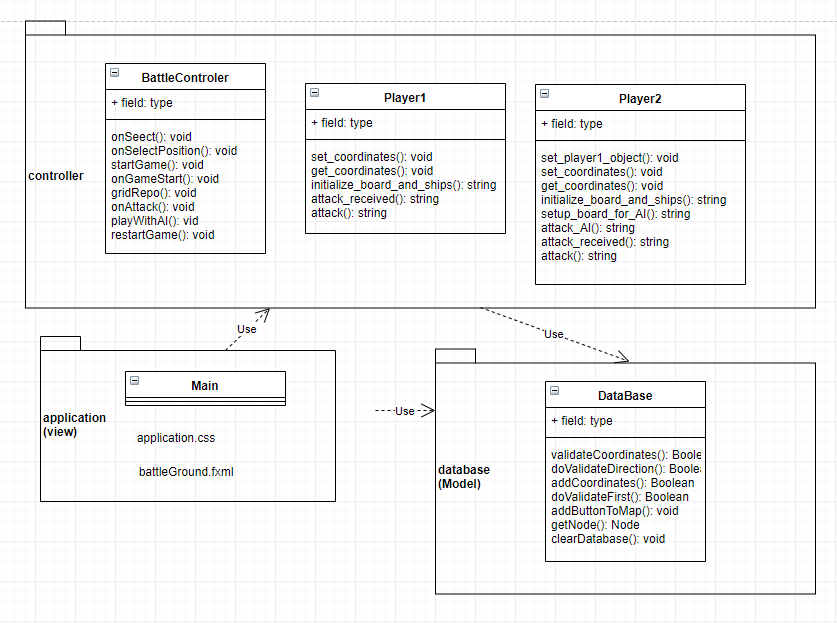 controller
BattleControler
+ field: type
onSeect(): void
onSelectPosition(): void
startGame(): void
onGameStart(): void
gridRepo(): void
onAttack(): void
playWithAI(): vid
restartGame(): void
Player1
+ field: type
set_coordinates(): void
get_coordinates(): void
initialize_board_and_ships(): string
attack_received(): string
attack(): string
Player2
+ field: type
set_player1_object(): void
set_coordinates(): void
get_coordinates(): void
initialize_board_and_ships(): string
setup_board_for_AI(): string
attack_AI(): string
attack_received(): string
attack(): string
Use
Use
application
(view)
Main
application.css
battleGround.fxml
Use
database
(Model)
DataBase
+ field: type
validateCoordinates(): Boole
doValidateDirection(): Boole
addCoordinates(): Boolean
doValidateFirst(): Boolean
addButtonToMap(): void
getNode(): Node
clearDatabase(): void